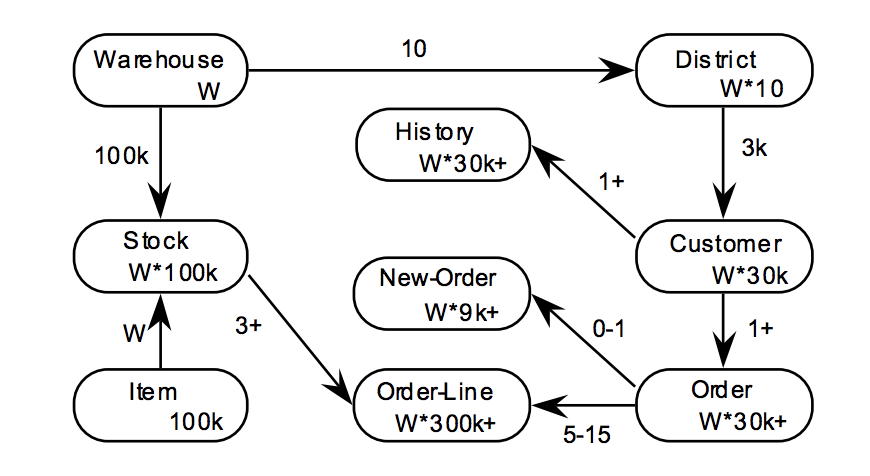 Warehouse
W
10
District
W*10
History
W*30k+
100k
3k
1+
Stock
W*100k
Customer
W*30k
New-Order
W*9k+
W
3+
0-1
1+
Item
100k
Order-Line
W*300k+
5-15
Order
W*30k+